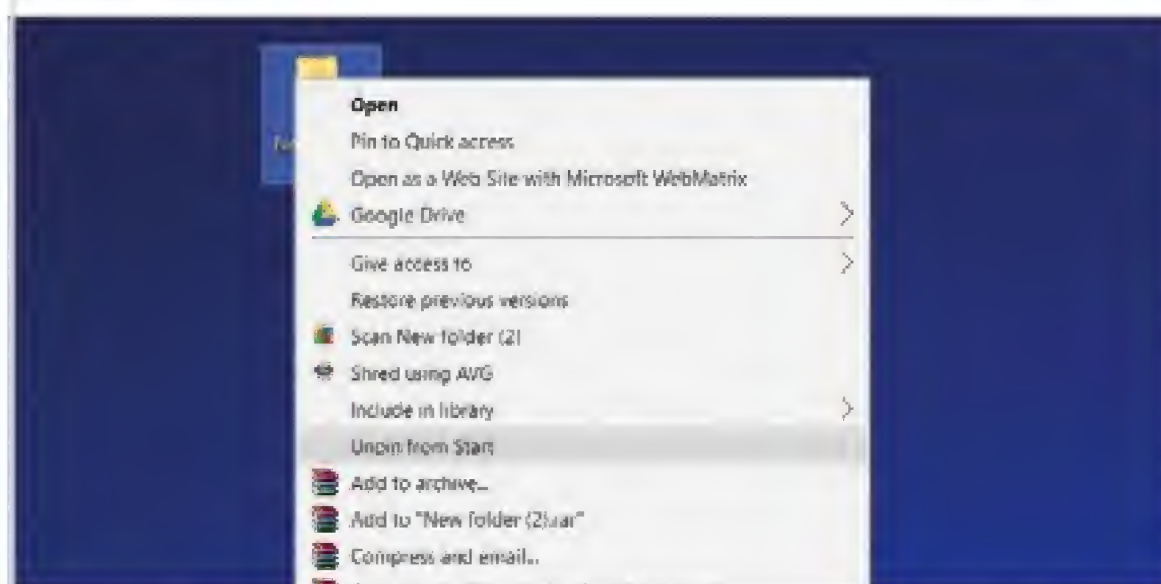 Open
Pin to Quick access
Open as a Web Site with Microsoft WebMatrix
Google Drive
Give access to
Restore previous versions
Scan New folder (2)
Shred using AVG
Include in library
Unpin from Start
Add to archive...
Add to "New folder (2).rar"
Compress and email...